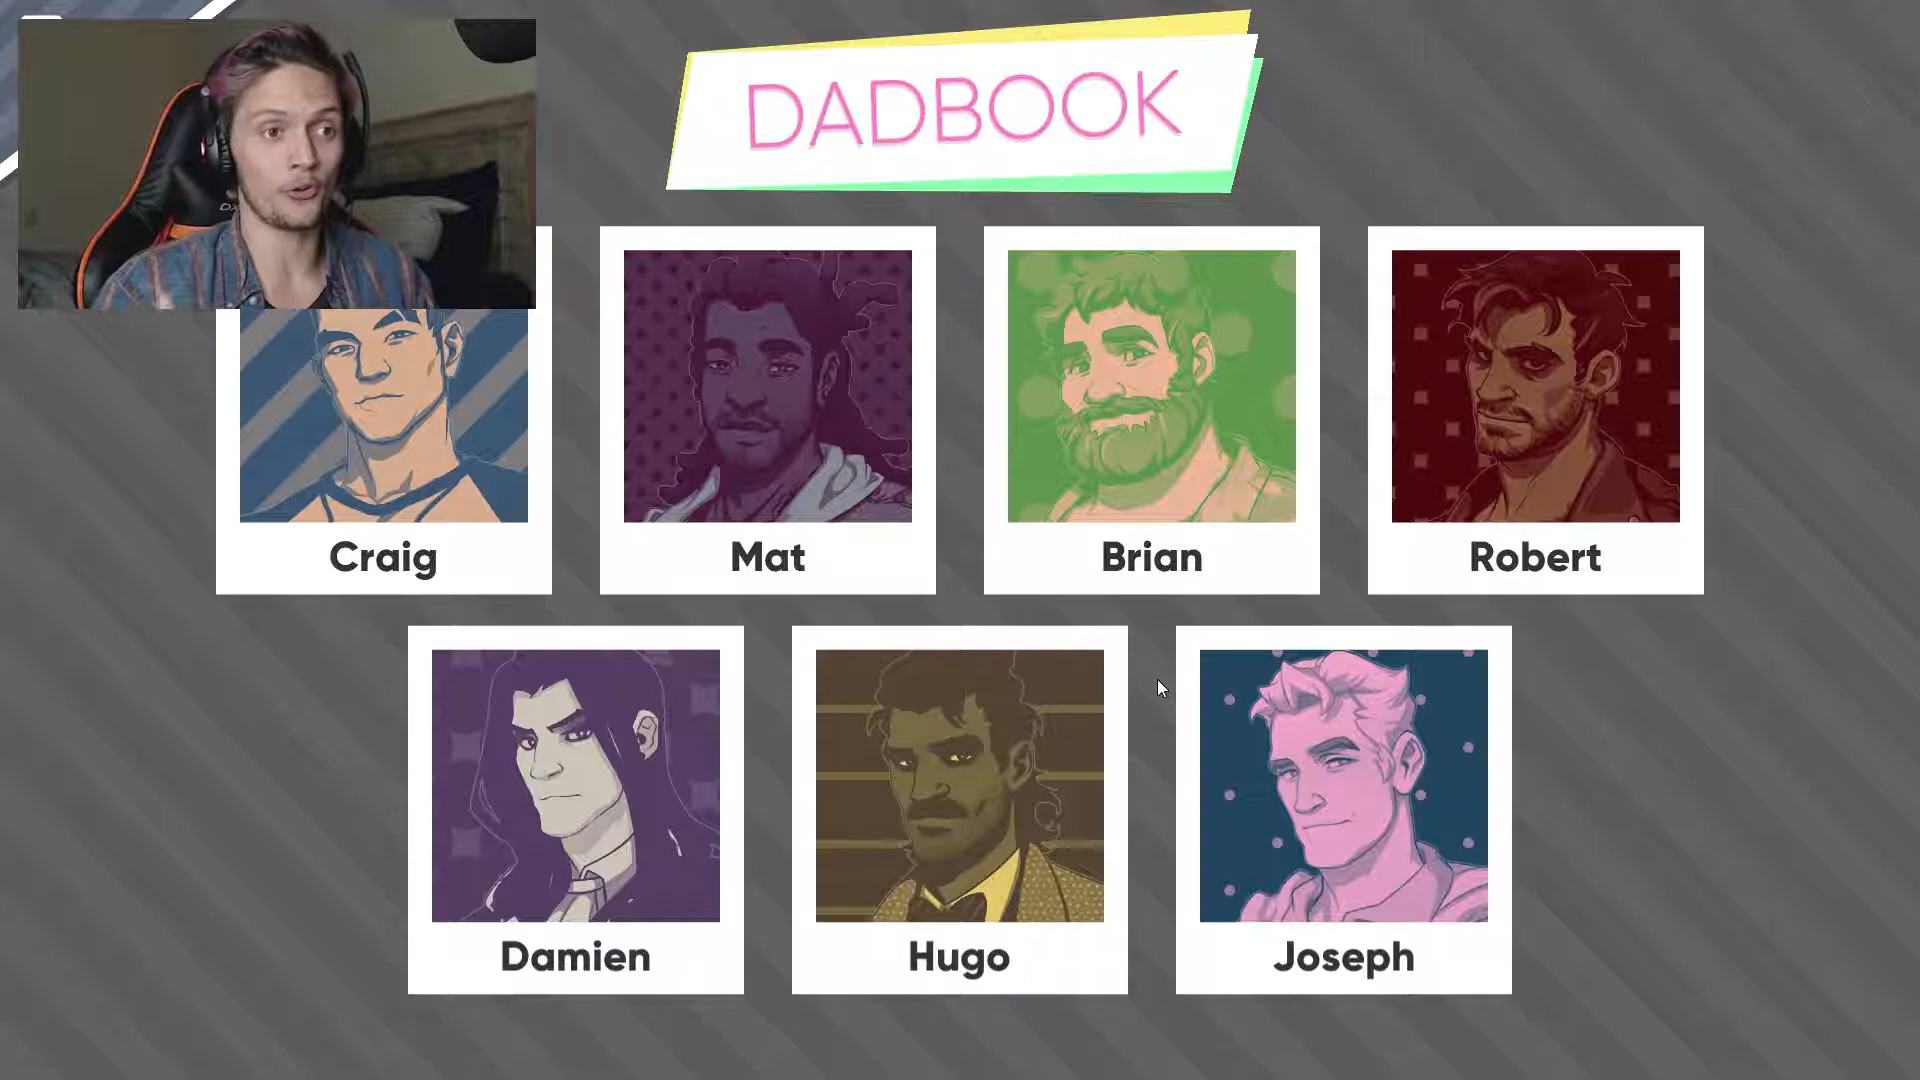 DADBOOK
Craig
Mat
Brian
Robert
Damien
Hugo
Joseph